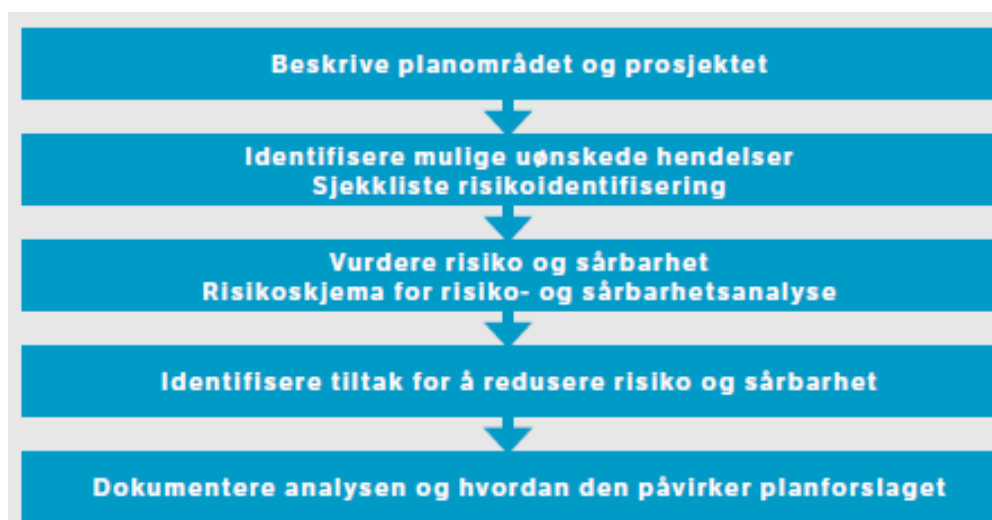 Beskrive planområdet og prosjektet
Identifisere mulige uønskede hendelser
Sjekkliste risikoidentifisering
Vurdere risiko og sårbarhet
Risikoskjema for risiko- og sårbarhetsanalyse
Identifisere tiltak for å redusere risiko og sårbarhet
Dokumentere analysen og hvordan den påvirker planforslaget